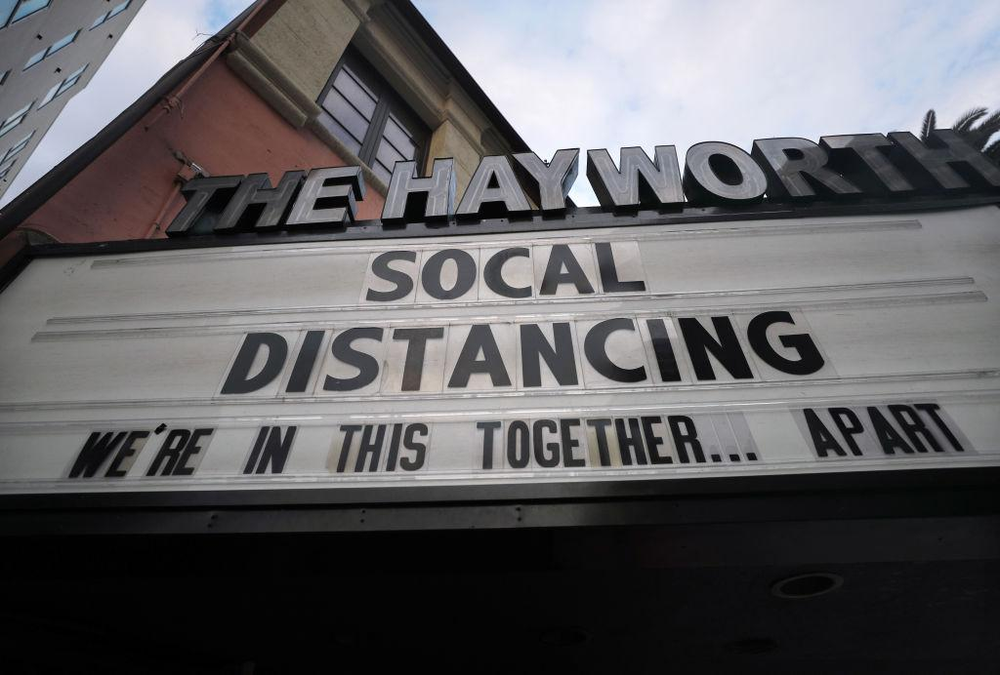 THE HAYWORTH
SOCAL
DISTANCING
WE'RE IN THIS TOGETHER... APART